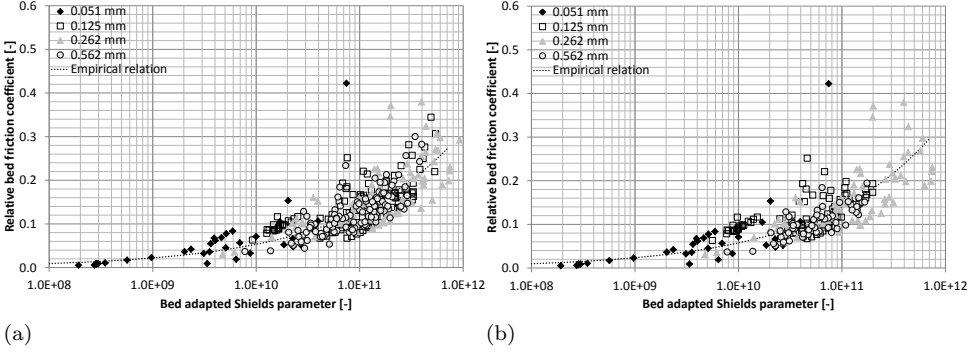 0.6
0.051 mm
0.125 mm
0.262 mm
0.562 mm
Empirical relation
0.5
0.4
0.3
0.2
0.1
0.0
Relative bed friction coefficient [-]
1.0E+08 1.0E+09 1.0E+10 1.0E+11 1.0E+12
Bed adapted Shields parameter [-]
(a)
0.6
0.051 mm
0.125 mm
0.262 mm
0.562 mm
Empirical relation
0.5
0.4
0.3
0.2
0.1
0.0
Relative bed friction coefficient [-]
1.0E+08 1.0E+09 1.0E+10 1.0E+11 1.0E+12
Bed adapted Shields parameter [-]
(b)